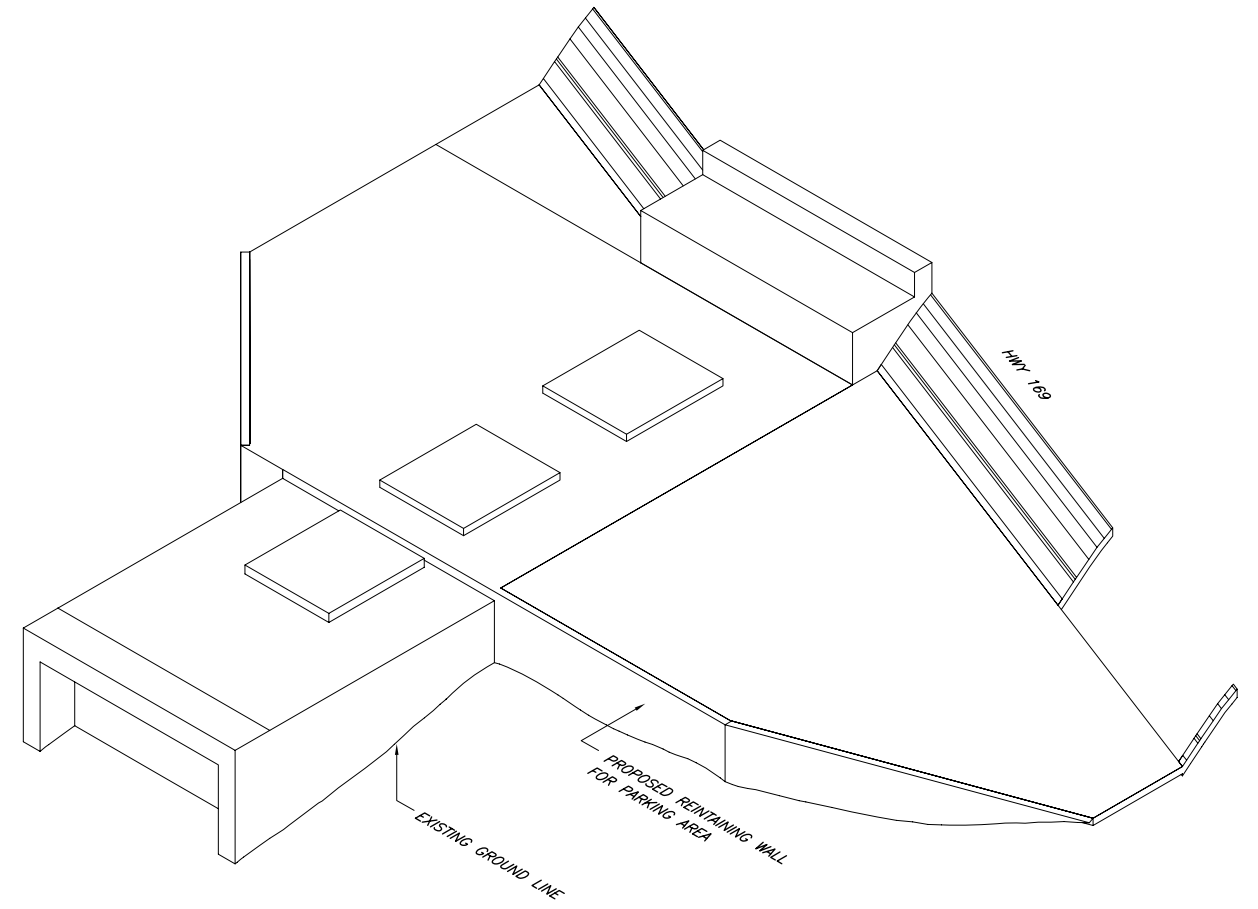 HWY 169
PROPOSED REINTAINING WALL
FOR PARKING AREA
EXISTING GROUND LINE